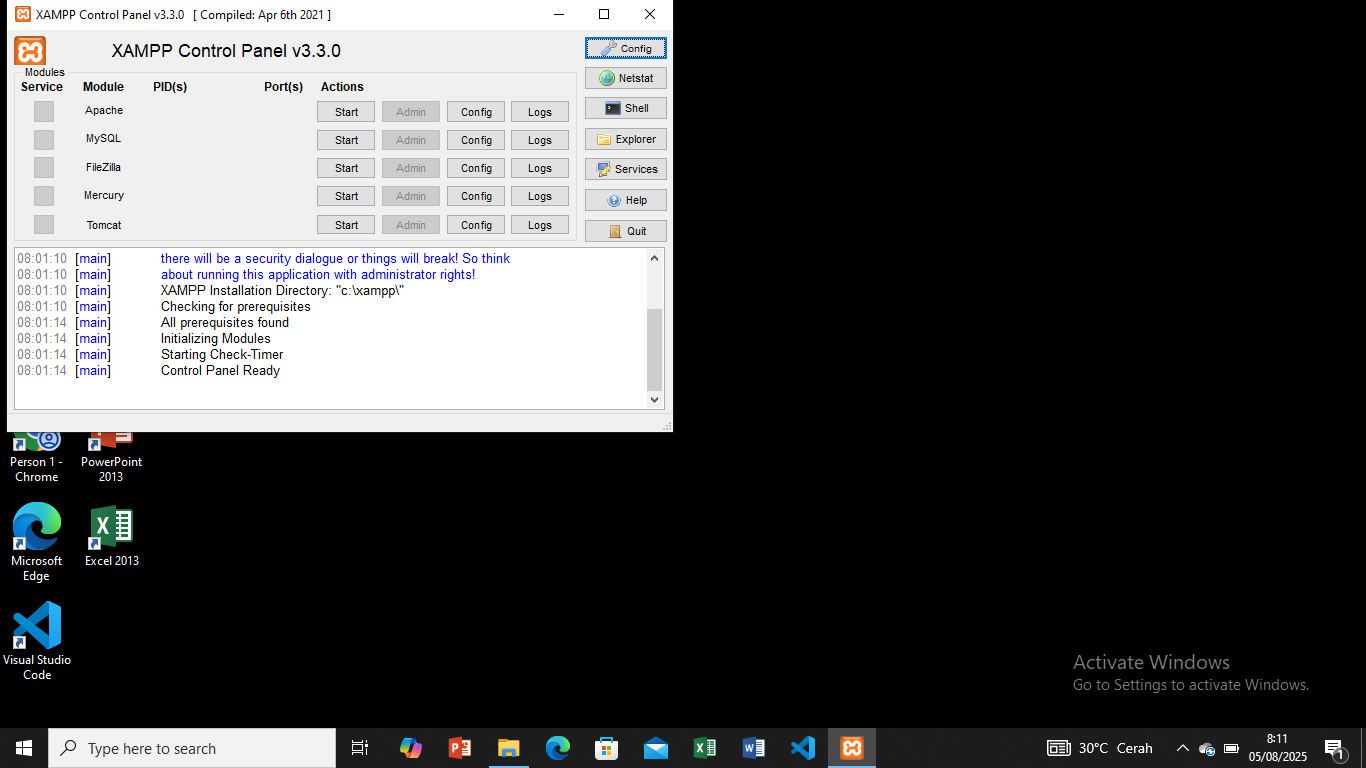 XAMPP Control Panel v3.3.0 [ Compiled: Apr 6th 2021 ]
XAMPP Control Panel v3.3.0
Config
Modules
Service Module PID(s) Port(s) Actions
Netstat
Apache Start Admin Config Logs
Shell
MySQL Start Admin Config Logs
Explorer
FileZilla Start Admin Config Logs
Services
Mercury Start Admin Config Logs
Help
Tomcat Start Admin Config Logs
Quit
08:01:10 [main] there will be a security dialogue or things will break! So think
08:01:10 [main] about running this application with administrator rights!
08:01:10 [main] XAMPP Installation Directory: "c:\xampp\"
08:01:10 [main] Checking for prerequisites
08:01:14 [main] All prerequisites found
08:01:14 [main] Initializing Modules
08:01:14 [main] Starting Check-Timer
08:01:14 [main] Control Panel Ready
Person 1 -
Chrome
PowerPoint
2013
Microsoft
Edge
Excel 2013
Visual Studio
Code
Activate Windows
Go to Settings to activate Windows.
Type here to search
30°C Cerah
8:11
05/08/2025
1